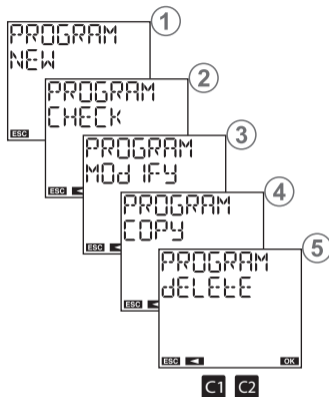 1
PROGRAM
NEW
ESC
2
PROGRAM
CHECK
ESC
3
PROGRAM
MOdIFY
ESC
4
PROGRAM
COPY
ESC
5
PROGRAM
dELEtE
ESC OK
C1 C2